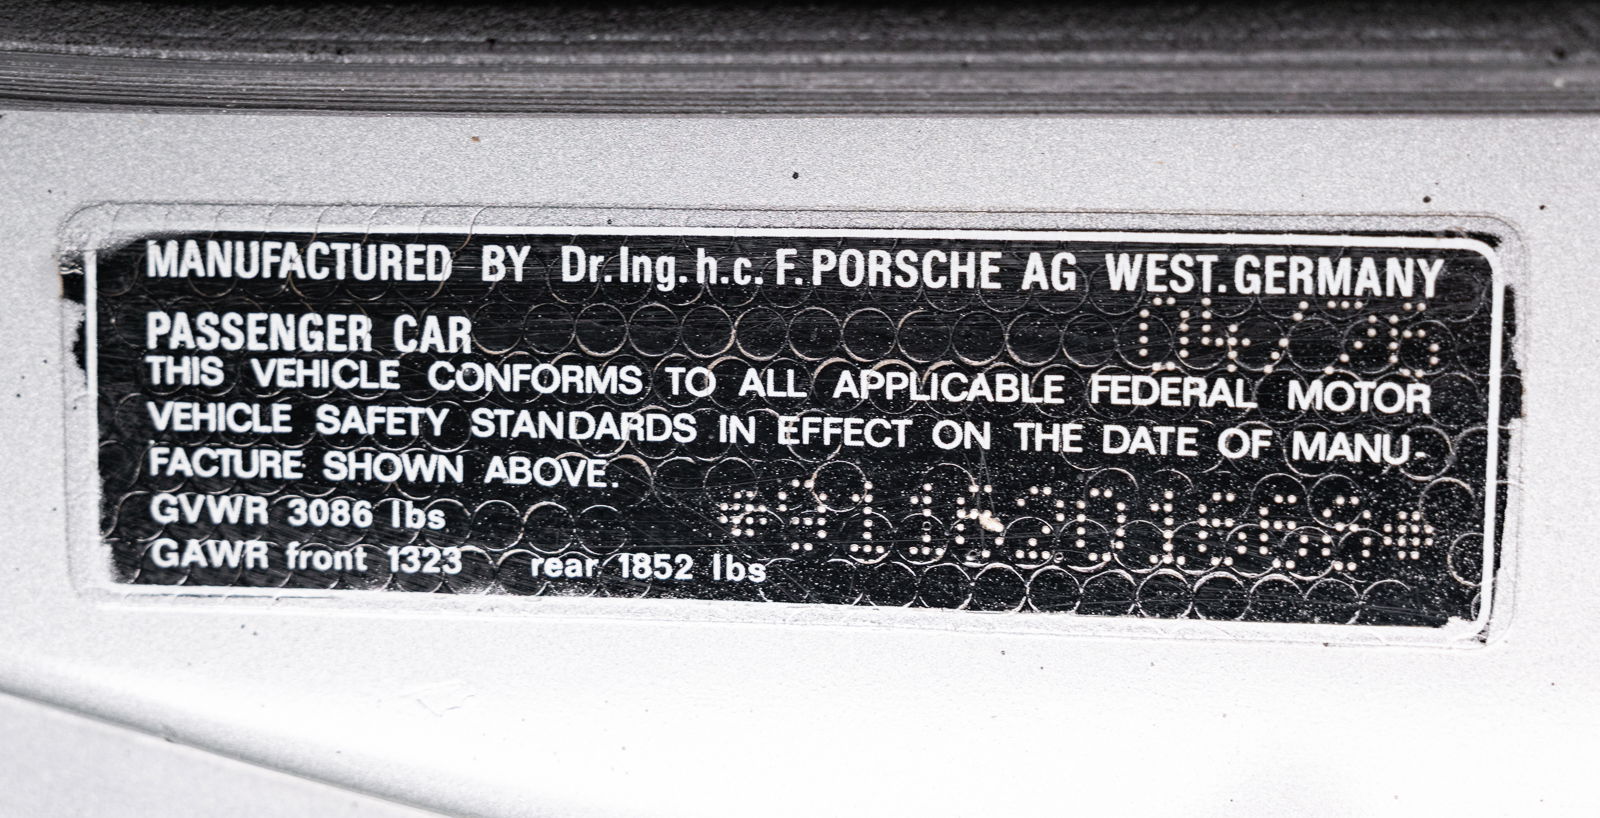 MANUFACTURED BY Dr.Ing.h.c.F.PORSCHE AG WEST.GERMANY
PASSENGER CAR
THIS VEHICLE CONFORMS TO ALL APPLICABLE FEDERAL MOTOR
VEHICLE SAFETY STANDARDS IN EFFECT ON THE DATE OF MANU-
FACTURE SHOWN ABOVE.
GVWR 3086 lbs
GAWR front 1323 rear 1852 lbs